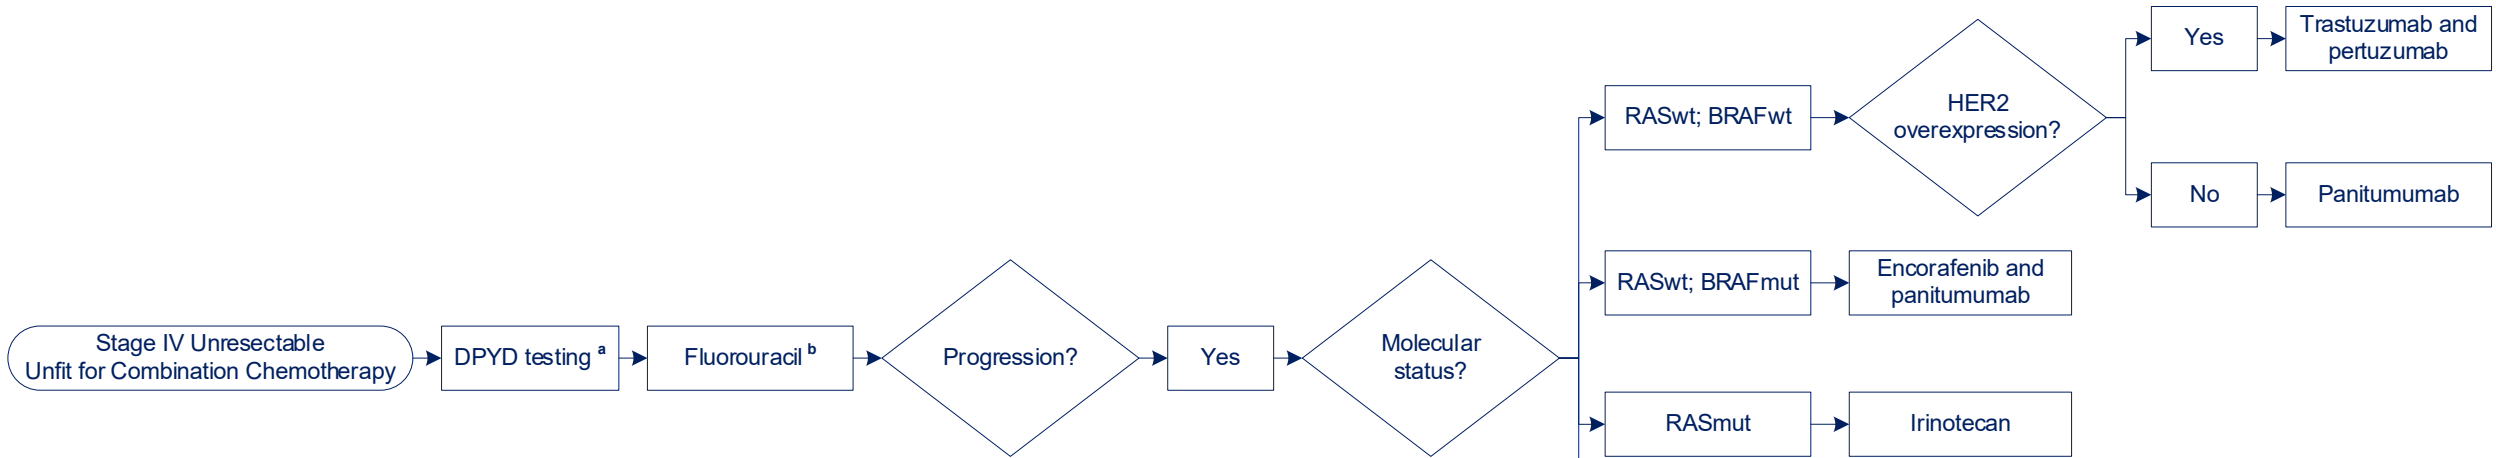 Stage IV Unresectable
Unfit for Combination Chemotherapy
DPYD testing a
Fluorouracil b
Progression?
Yes
Molecular
status?
RASwt; BRAFwt
HER2
overexpression?
Yes
Trastuzumab and
pertuzumab
No
Panitumumab
RASwt; BRAFmut
Encorafenib and
panitumumab
RASmut
Irinotecan